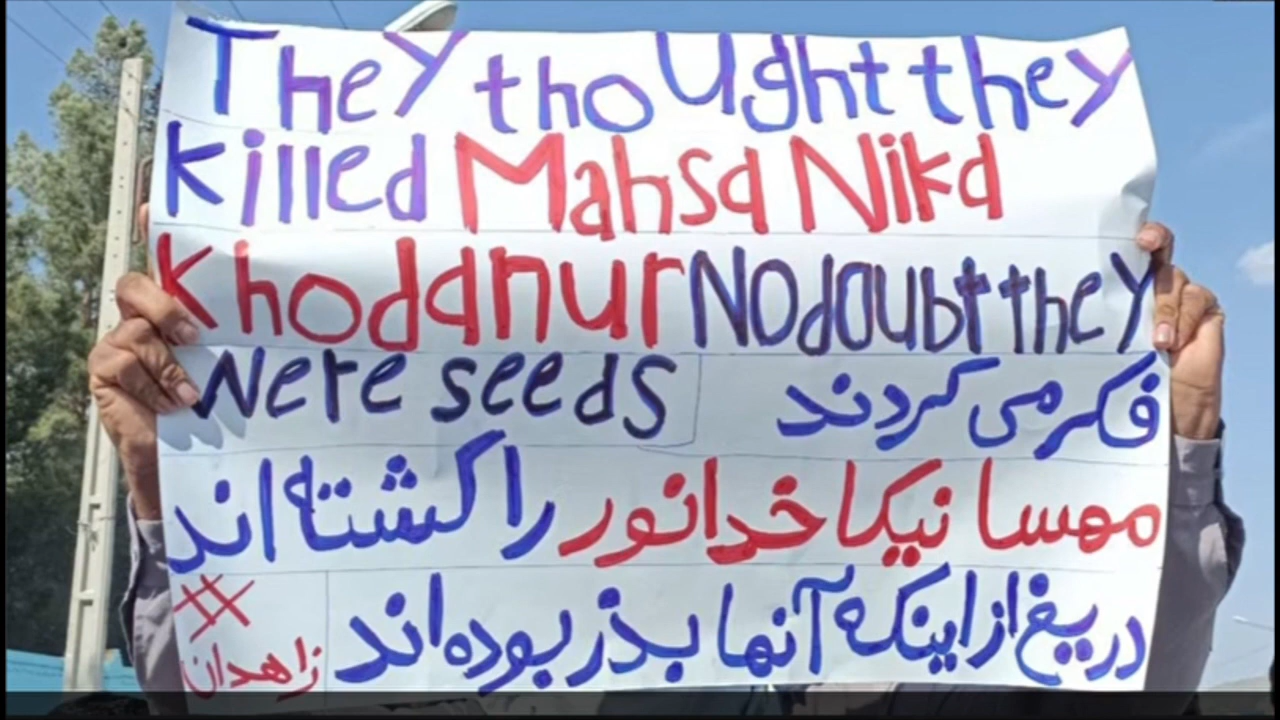 They thought they
killed Mahsa Nika
Khodanur No doubt they
were seeds
فکر می کردند
مهسا نیکا خدانور را کشته اند
دریغ از اینکه آنها بذر بوده اند
#زاهدان